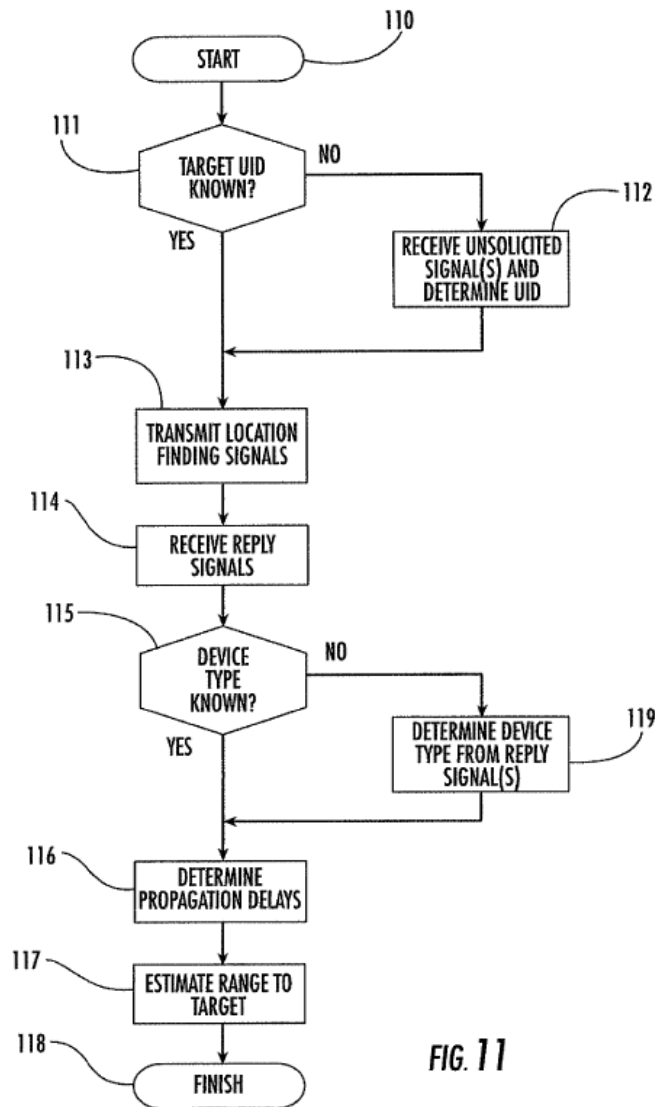 110
START
111
TARGET UID
KNOWN?
NO
YES
112
RECEIVE UNSOLICITED
SIGNAL(S) AND
DETERMINE UID
113
TRANSMIT LOCATION
FINDING SIGNALS
114
RECEIVE REPLY
SIGNALS
115
DEVICE
TYPE
KNOWN?
NO
YES
119
DETERMINE DEVICE
TYPE FROM REPLY
SIGNAL(S)
116
DETERMINE
PROPAGATION DELAYS
117
ESTIMATE RANGE TO
TARGET
118
FINISH
FIG. 11